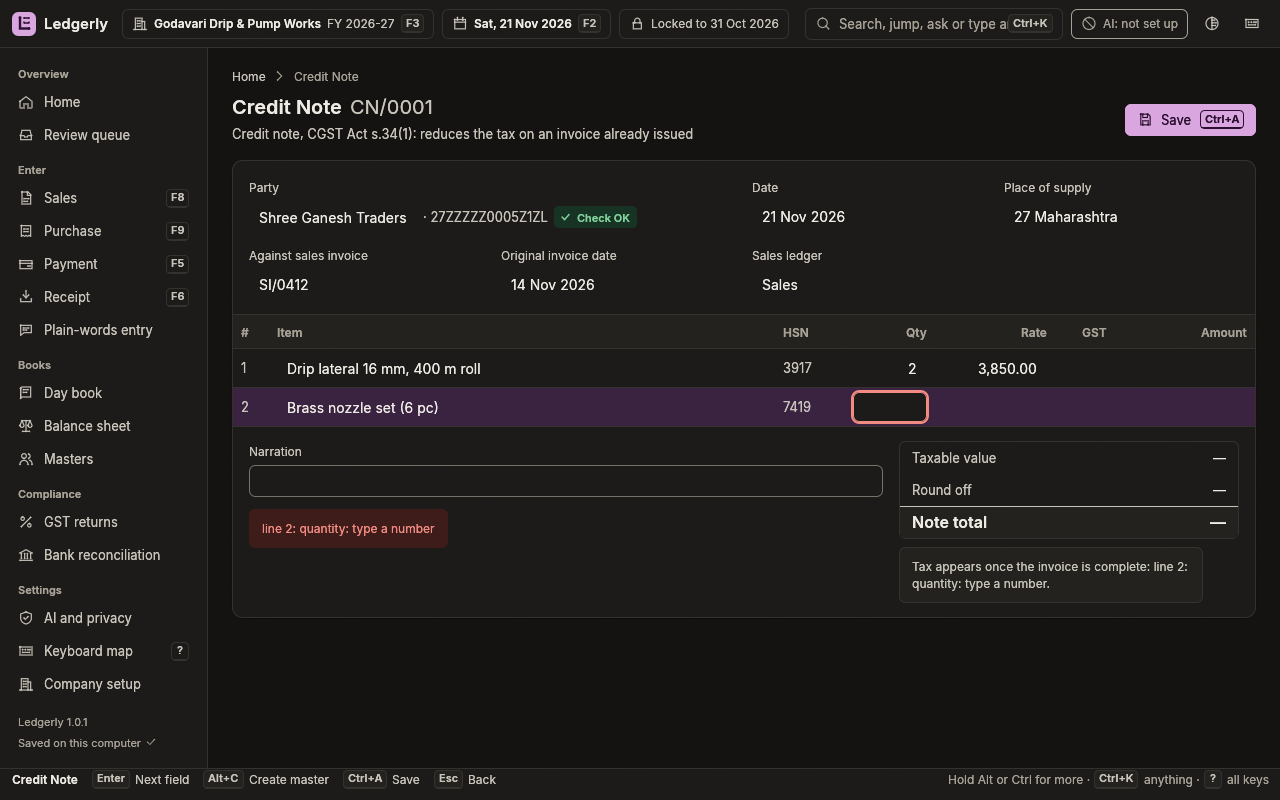 Ledgerly
Godavari Drip & Pump Works FY 2026-27 F3
Sat, 21 Nov 2026 F2
Locked to 31 Oct 2026
Search, jump, ask or type a Ctrl+K
AI: not set up
Overview
Home
Review queue
Enter
Sales F8
Purchase F9
Payment F5
Receipt F6
Plain-words entry
Books
Day book
Balance sheet
Masters
Compliance
GST returns
Bank reconciliation
Settings
AI and privacy
Keyboard map ?
Company setup
Ledgerly 1.0.1
Saved on this computer
Home Credit Note
Credit Note CN/0001
Credit note, CGST Act s.34(1): reduces the tax on an invoice already issued
Save Ctrl+A
Party Date Place of supply
Shree Ganesh Traders · 27ZZZZZ0005Z1ZL Check OK 21 Nov 2026 27 Maharashtra
Against sales invoice Original invoice date Sales ledger
SI/0412 14 Nov 2026 Sales
# Item HSN Qty Rate GST Amount
1 Drip lateral 16 mm, 400 m roll 3917 2 3,850.00
2 Brass nozzle set (6 pc) 7419
Narration
line 2: quantity: type a number
Taxable value —
Round off —
Note total —
Tax appears once the invoice is complete: line 2:
quantity: type a number.
Credit Note Enter Next field Alt+C Create master Ctrl+A Save Esc Back
Hold Alt or Ctrl for more · Ctrl+K anything · ? all keys